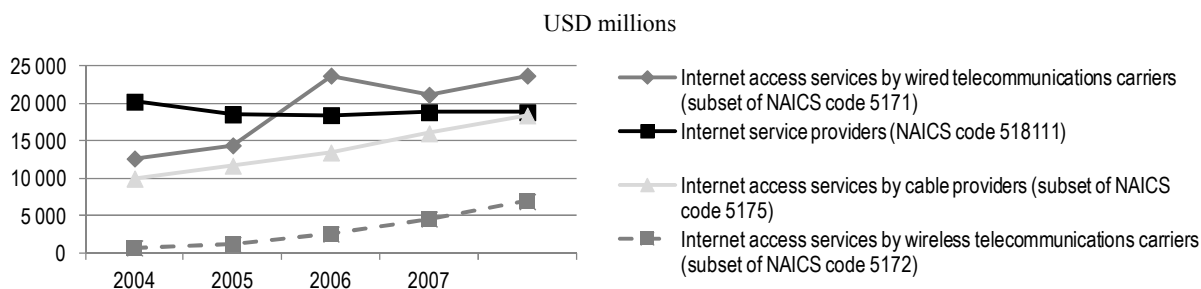 USD millions
25 000
20 000
15 000
10 000
5 000
0
2004 2005 2006 2007
Internet access services by wired telecommunications carriers
(subset of NAICS code 5171)
Internet service providers (NAICS code 518111)
Internet access services by cable providers (subset of NAICS
code 5175)
Internet access services by wireless telecommunications carriers
(subset of NAICS code 5172)